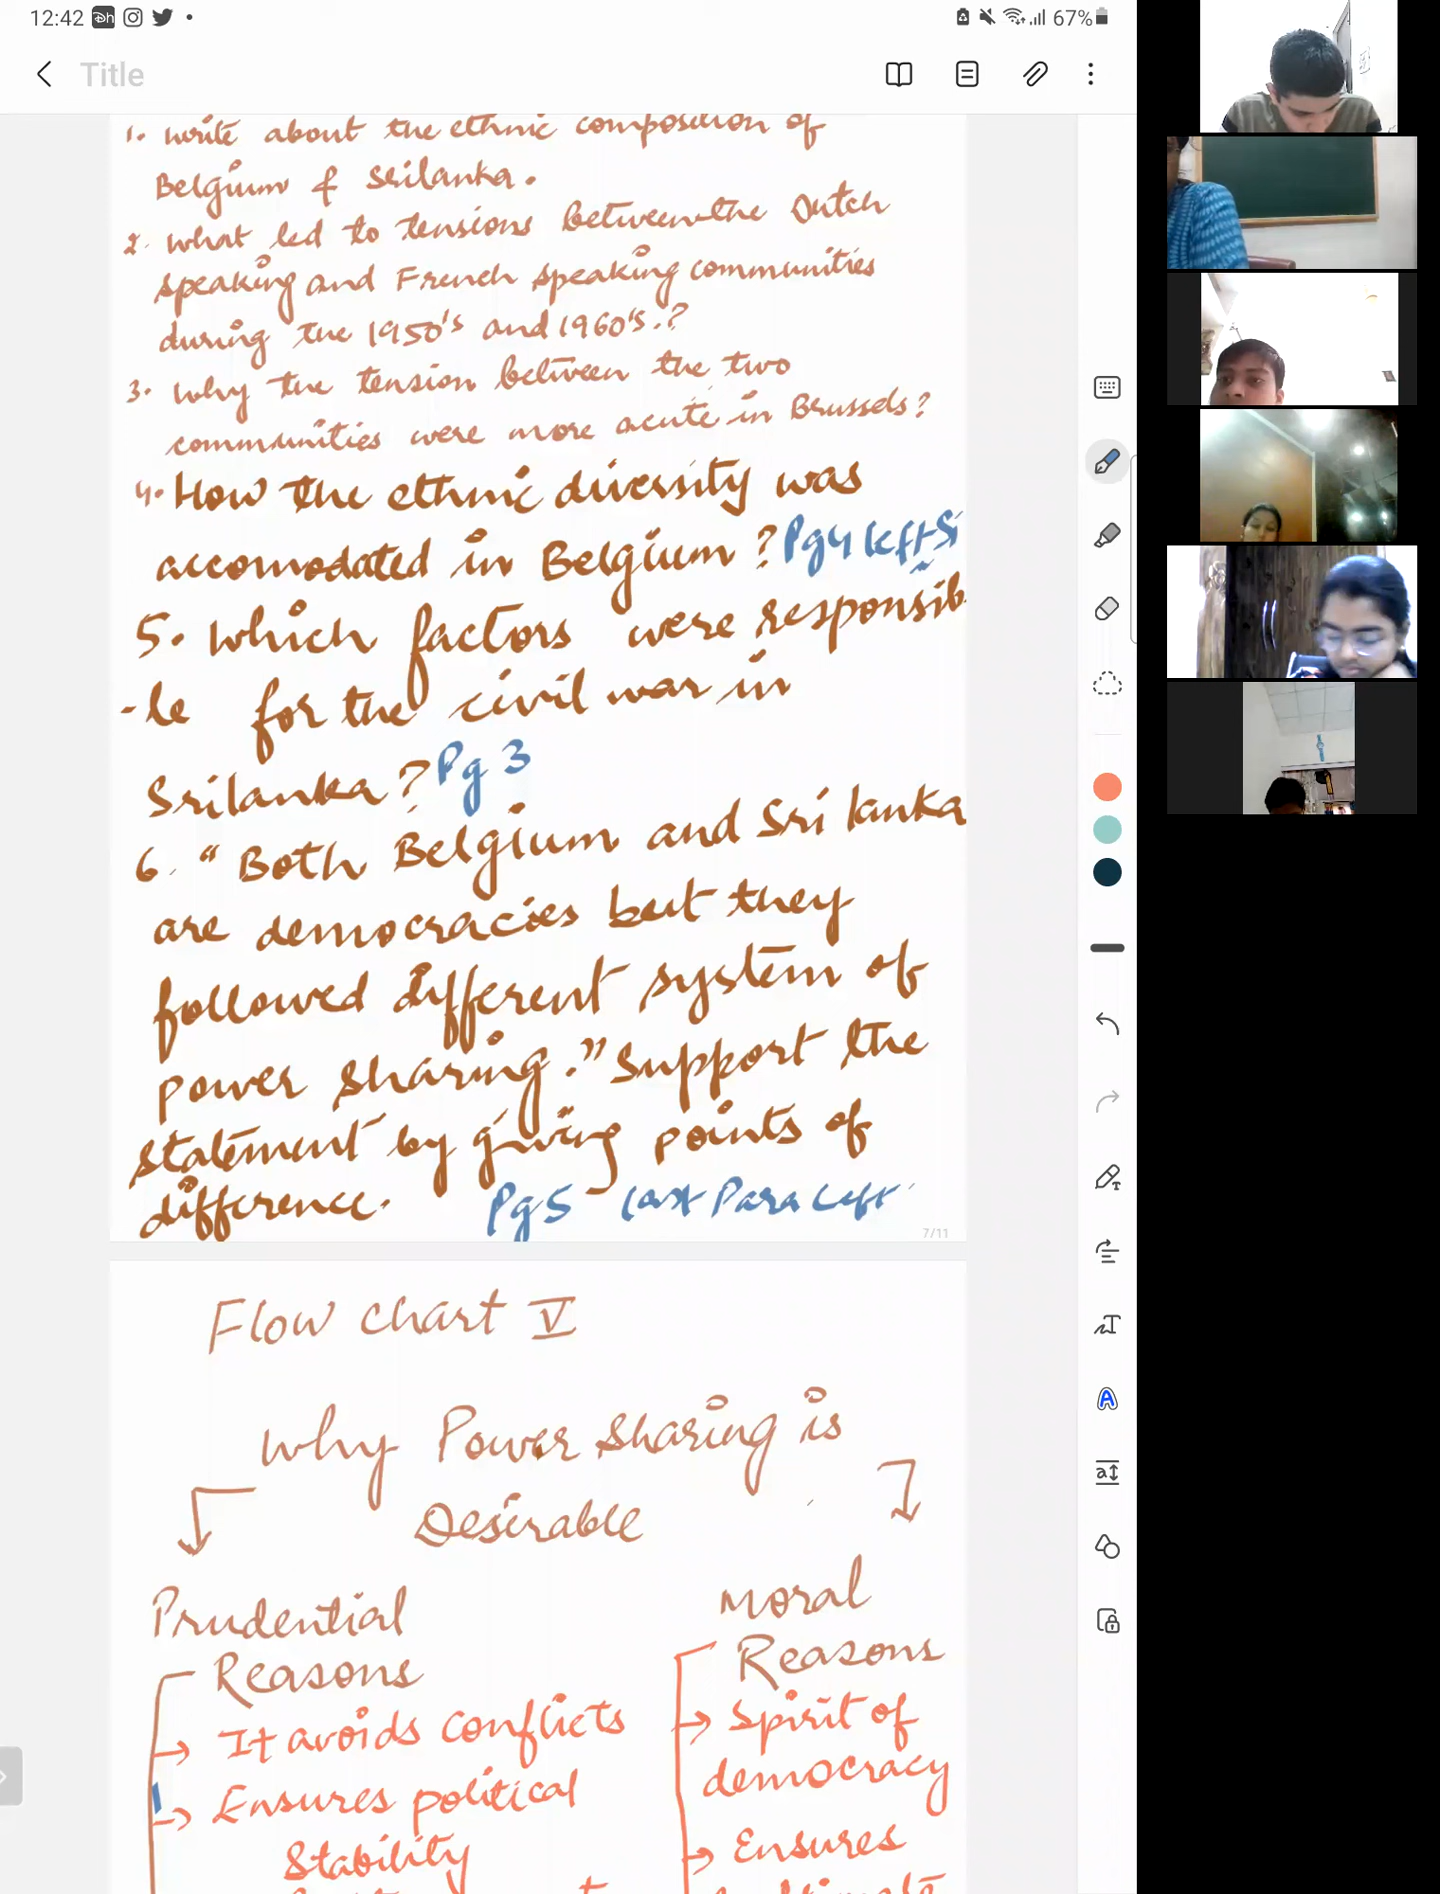 12:42
67%
Title
1. write about the ethnic composition of
Belgium & Srilanka.
2. What led to tensions between the Dutch
speaking and French speaking communities
during the 1950's and 1960's.?
3. Why the tension between the two
communities were more acute in Brussels?
4. How the ethnic diversity was
accomodated in Belgium? Pg 4 left Si
5. Which factors were responsib
-le for the civil war in
Srilanka? Pg 3
6. "Both Belgium and Sri lanka
are democracies but they
followed different system of
power sharing." Support the
statement by giving points of
difference. Pg 5 last Para Left
7/11
Flow chart V
Why Power sharing is
Desirable
Prudential
Reasons
→ It avoids conflicts
→ Ensures political
Stability
Moral
Reasons
→ Spirit of
democracy
→ Ensures